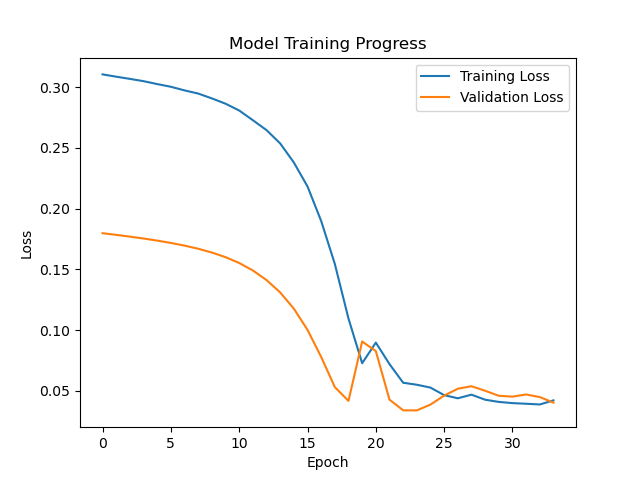 Model Training Progress
Training Loss
Validation Loss
0.30
0.25
0.20
0.15
0.10
0.05
Loss
0 5 10 15 20 25 30
Epoch